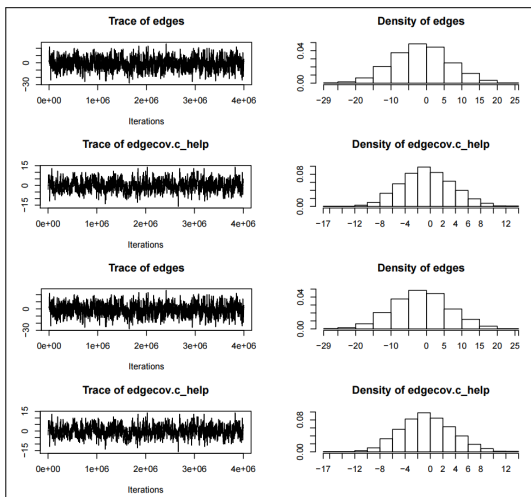 Trace of edges
Density of edges
0
−30
0e+00 1e+06 2e+06 3e+06 4e+06
Iterations
0.04
0.00
−29 −20 −10 −4 0 5 10 15 20 25
Trace of edgecov.c_help
Density of edgecov.c_help
15
0
−15
0e+00 1e+06 2e+06 3e+06 4e+06
Iterations
0.08
0.00
−17 −12 −8 −4 0 2 4 6 8 12
Trace of edges
Density of edges
0
−30
0e+00 1e+06 2e+06 3e+06 4e+06
Iterations
0.04
0.00
−29 −20 −10 −4 0 5 10 15 20 25
Trace of edgecov.c_help
Density of edgecov.c_help
15
0
−15
0e+00 1e+06 2e+06 3e+06 4e+06
Iterations
0.08
0.00
−17 −12 −8 −4 0 2 4 6 8 12